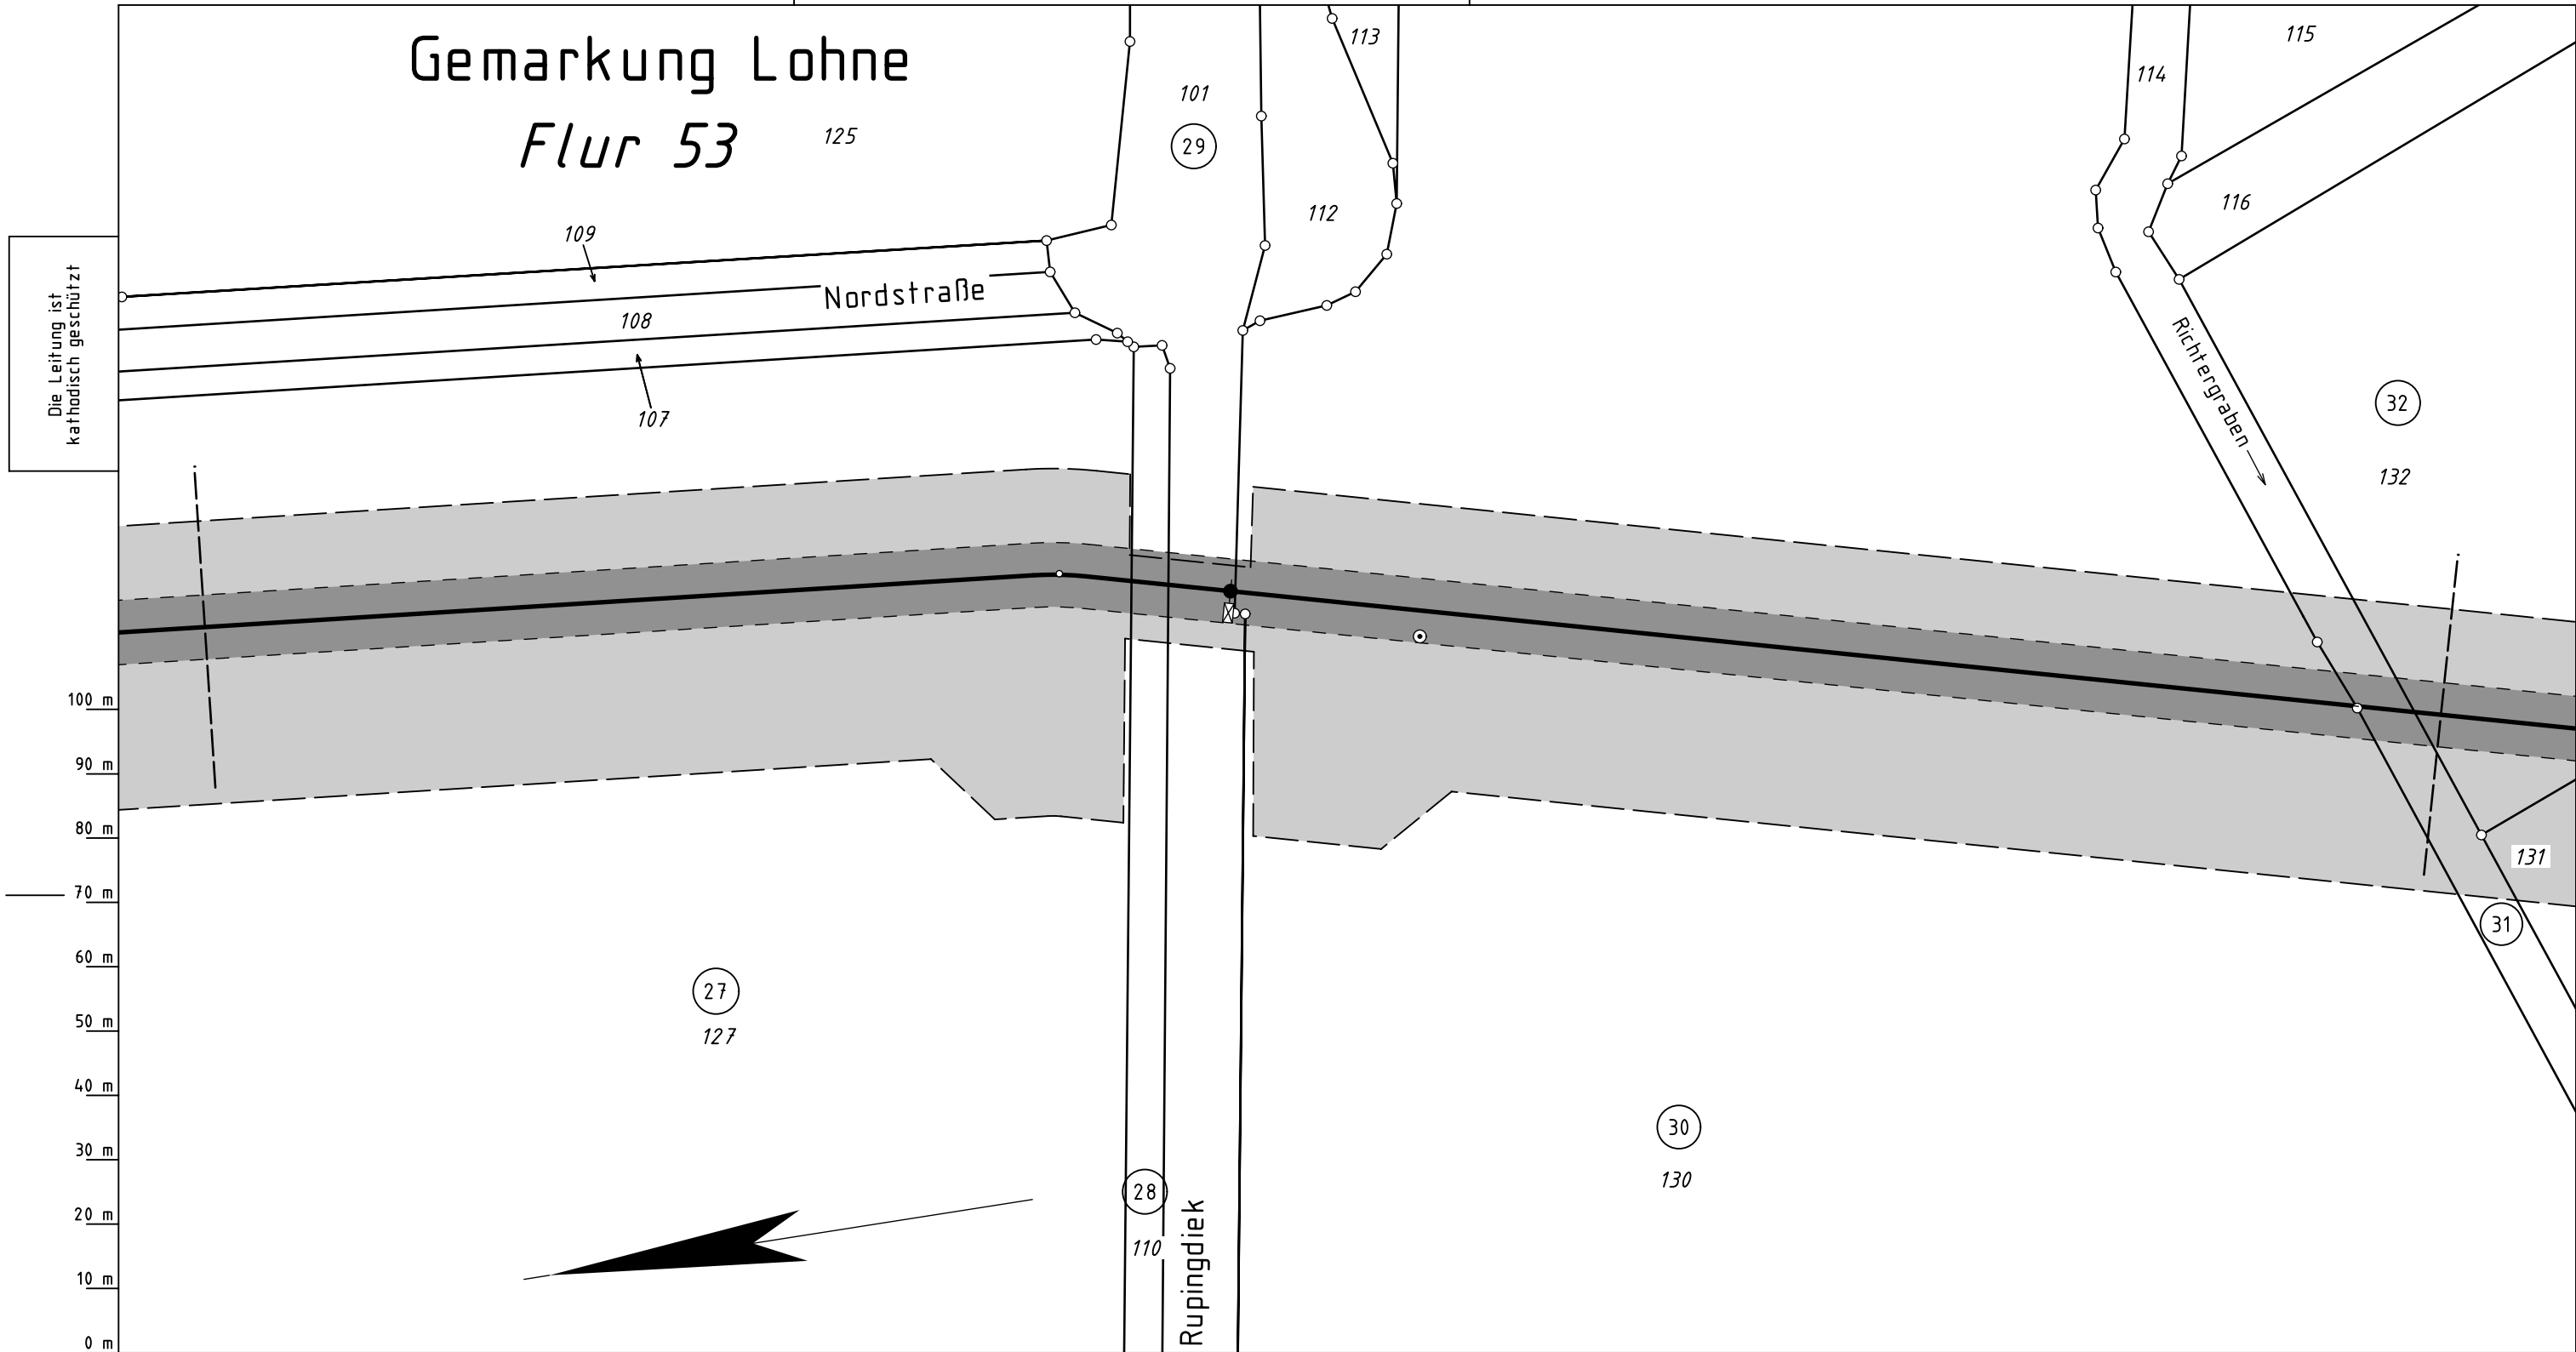 Gemarkung Lohne
Flur 53
125
101
29
113
112
114
115
116
109
Nordstraße
108
107
Die Leitung ist
kathodisch geschützt
Richtergraben
32
132
100 m
90 m
80 m
70 m
60 m
50 m
40 m
30 m
20 m
10 m
0 m
131
31
27
127
30
130
28
110
Rupingdiek